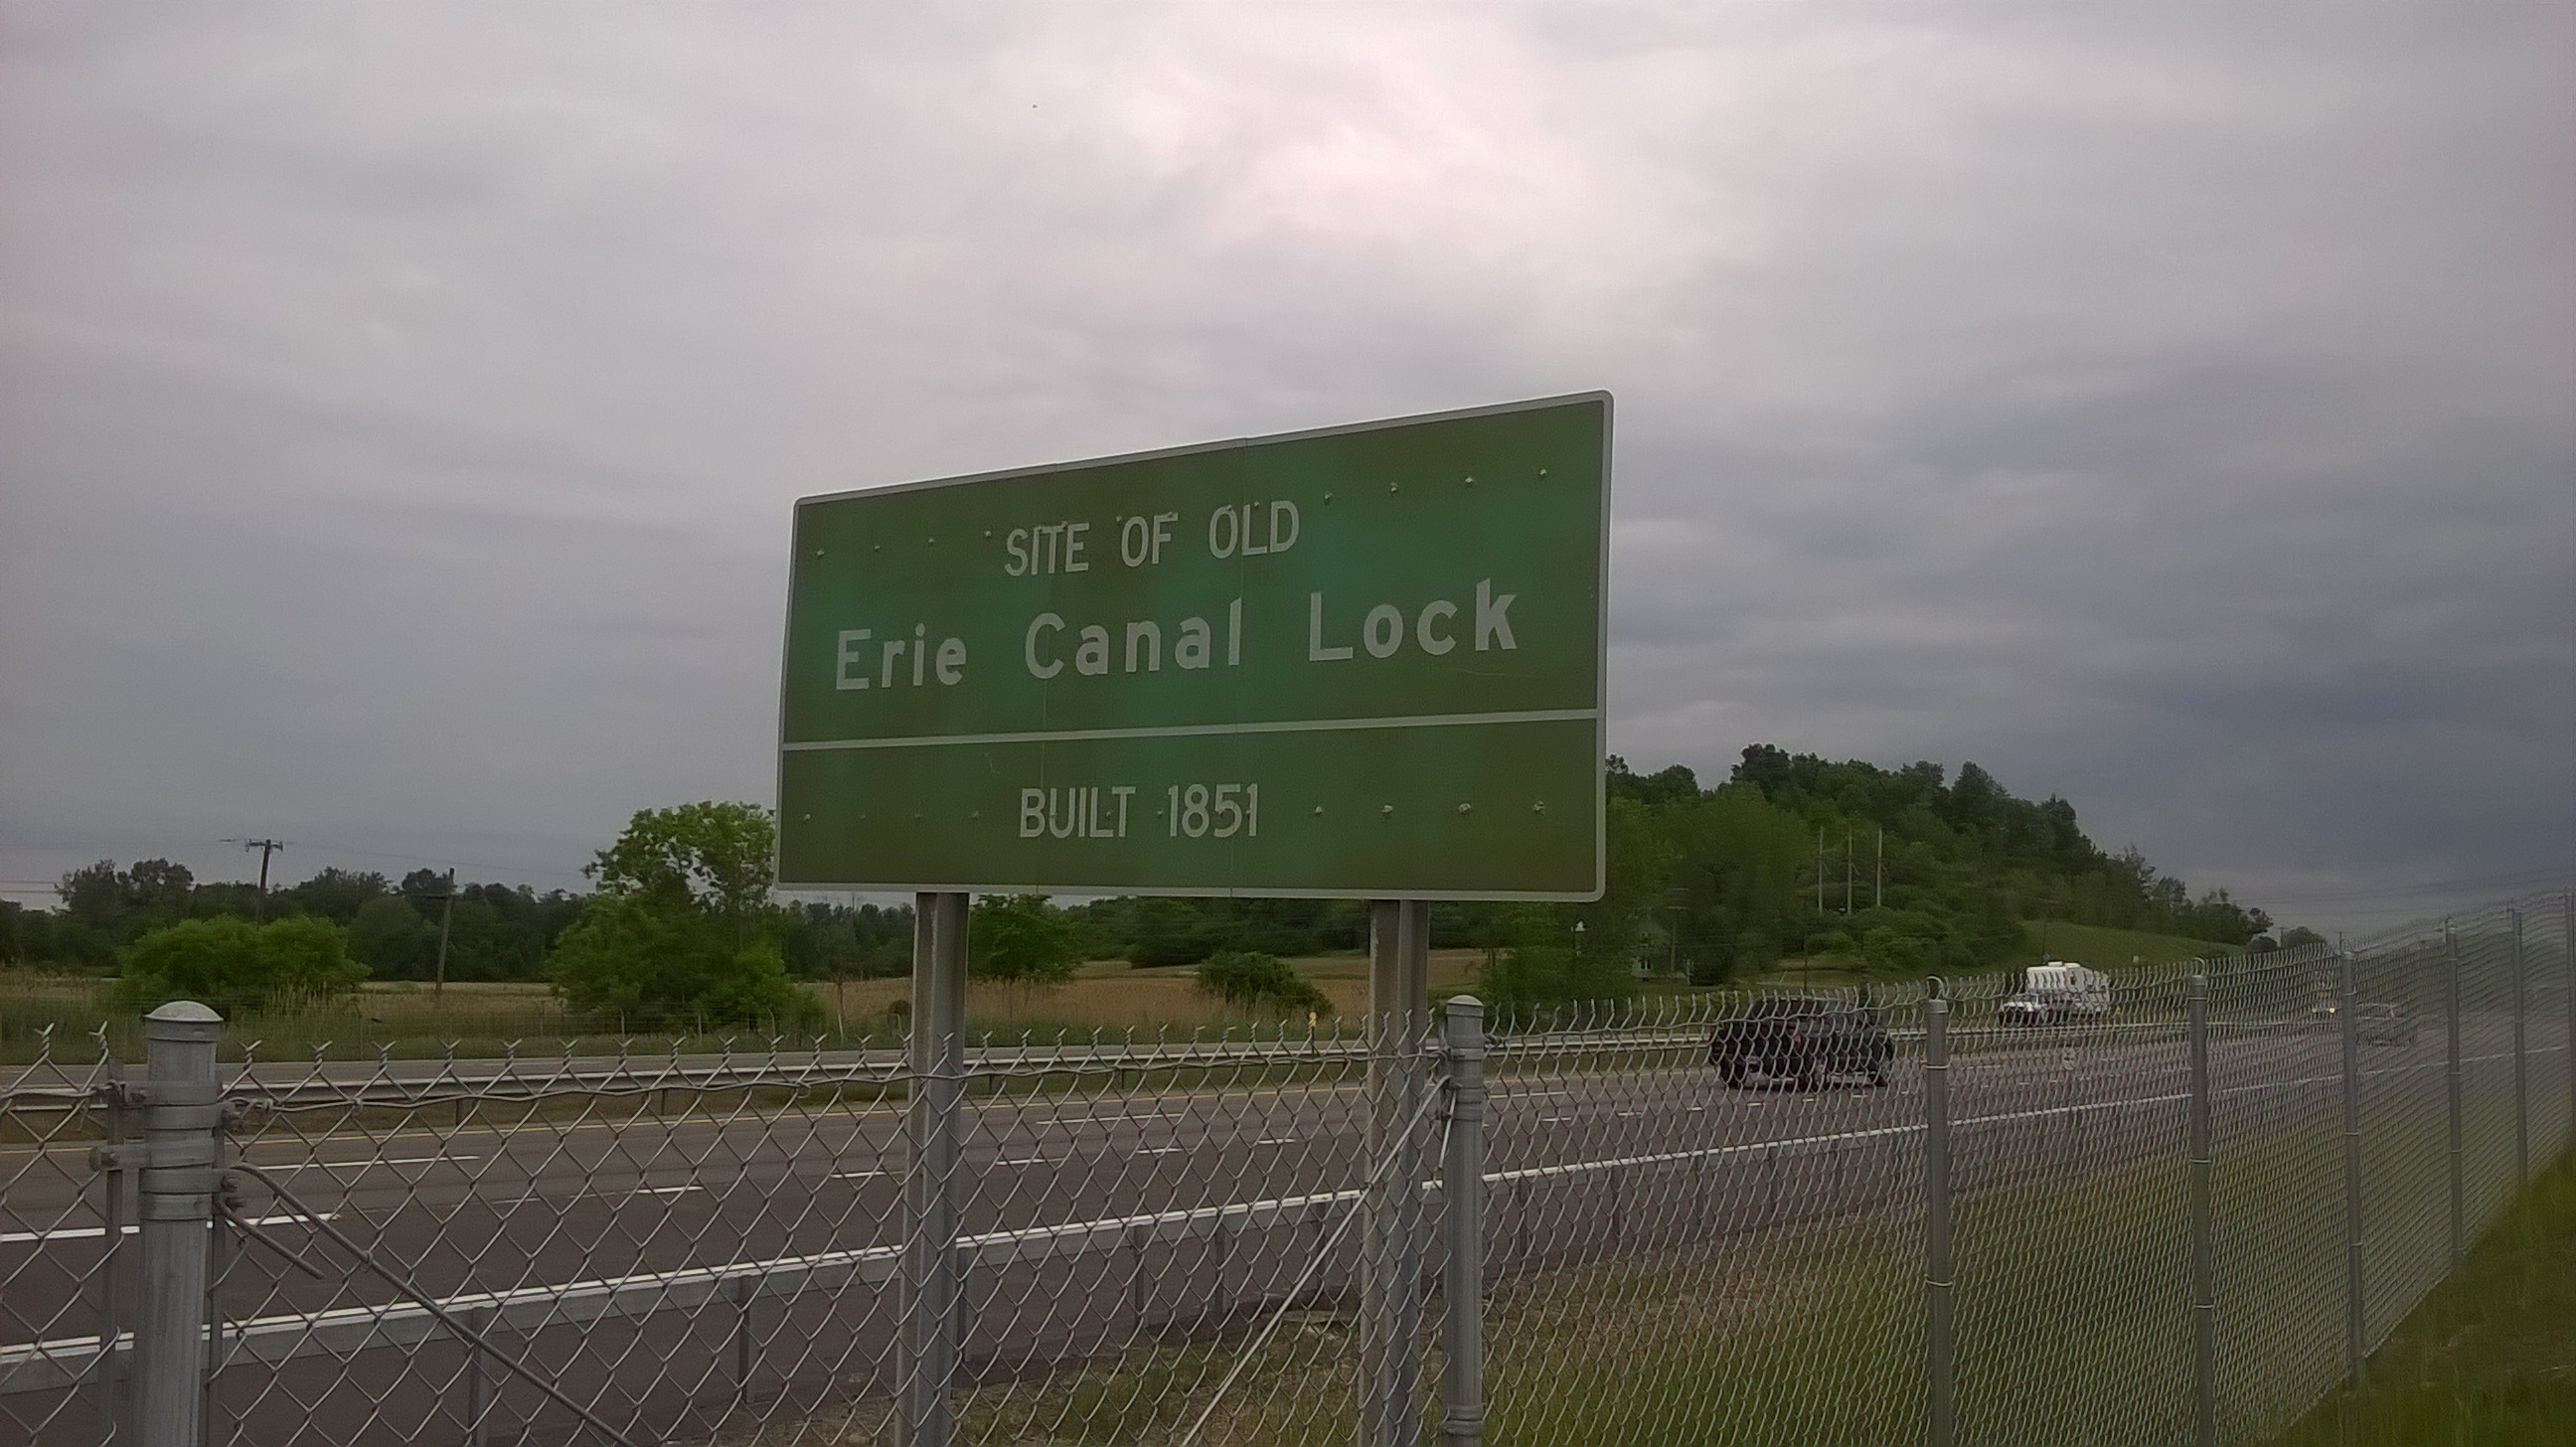 SITE OF OLD
Erie Canal Lock
BUILT 1851